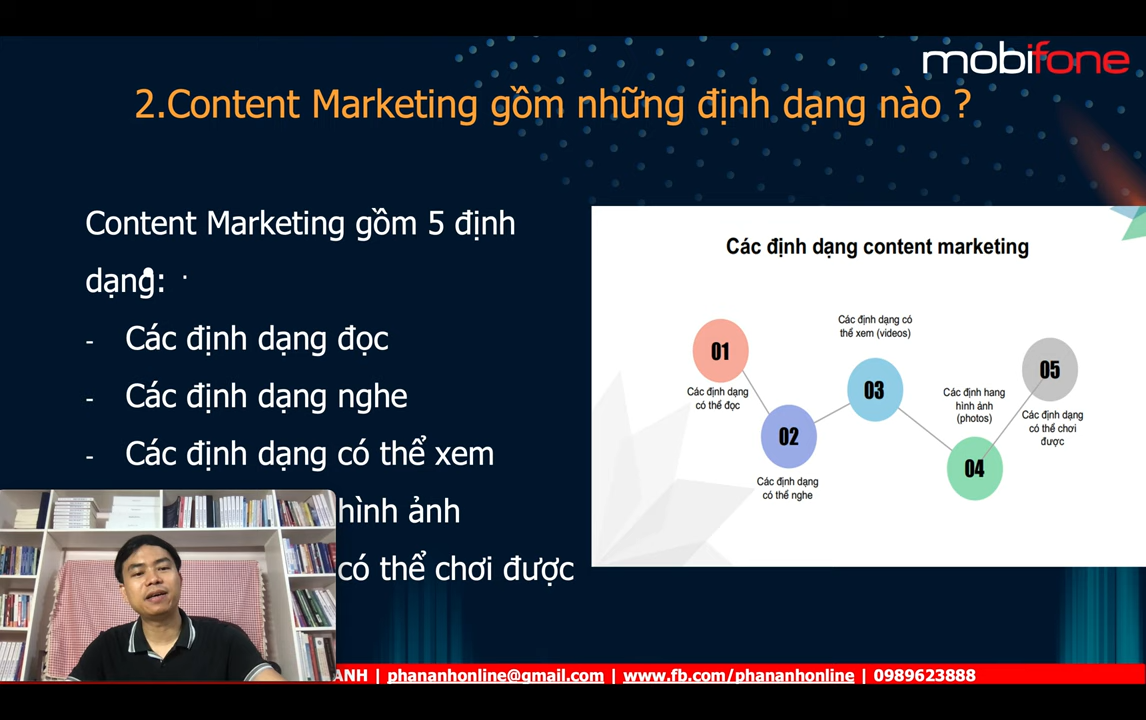 mobifone
2.Content Marketing gồm những định dạng nào ?
Content Marketing gồm 5 định
dạng:
- Các định dạng đọc
- Các định dạng nghe
- Các định dạng có thể xem
hình ảnh
có thể chơi được
Các định dạng content marketing
01
Các định dạng
có thể đọc
02
Các định dạng
có thể nghe
Các định dạng có
thể xem (videos)
03
Các định hang
hình ảnh
(photos)
04
05
Các định dạng
có thể chơi
được
ANH | phananhonline@gmail.com | www.fb.com/phananhonline | 0989623888